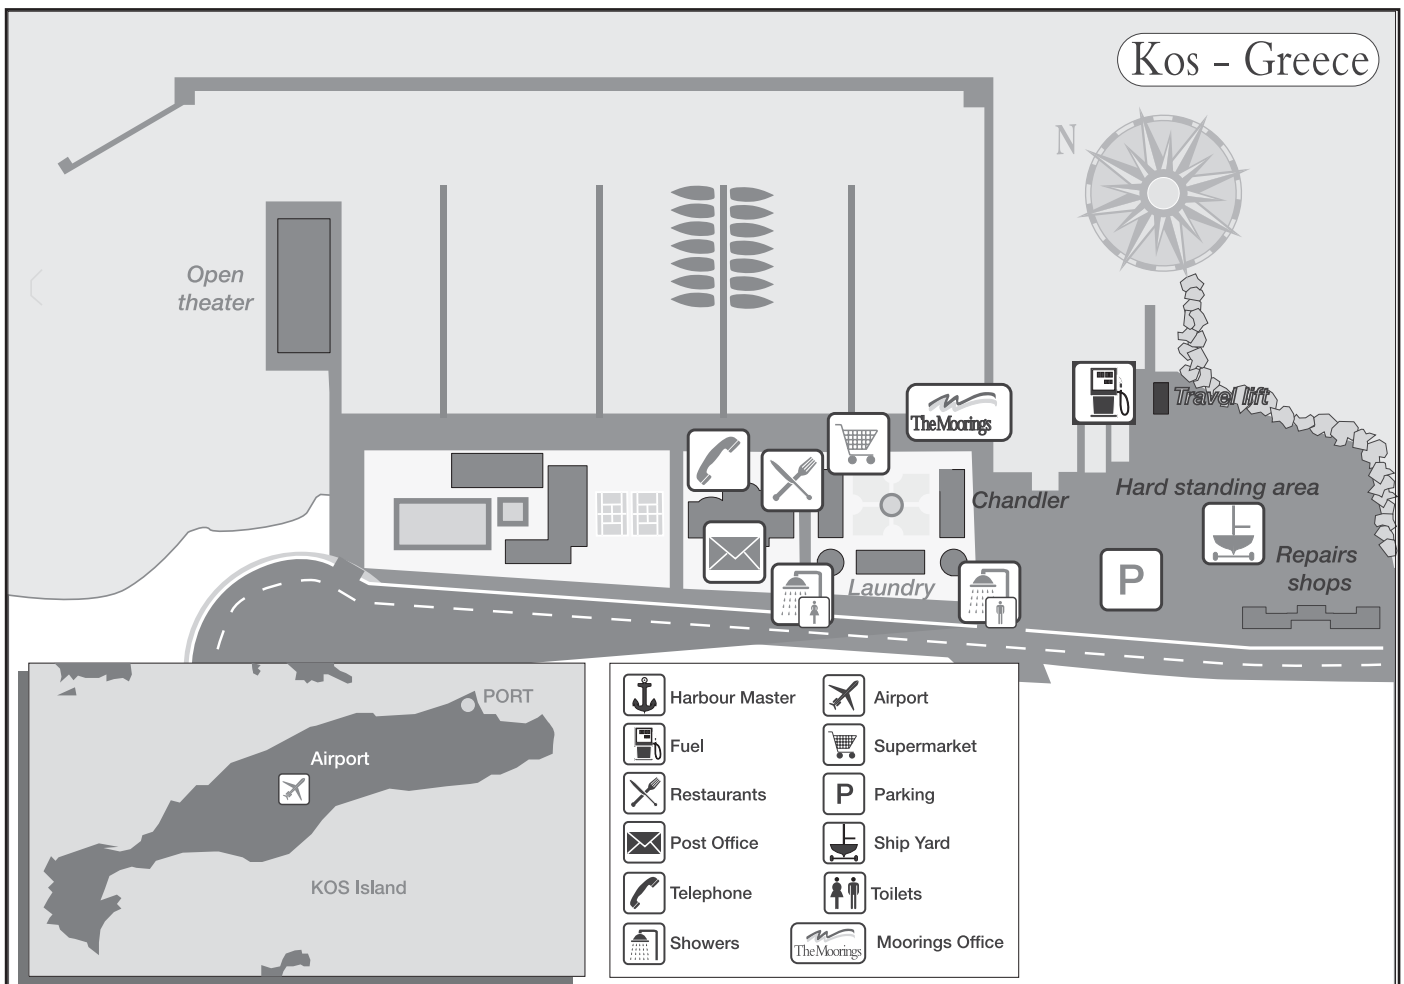 Kos - Greece
N
Open
theater
Travel lift
The Moorings
Chandler
Hard standing area
Repairs
shops
P
Laundry
PORT
Airport
KOS Island
Harbour Master
Airport
Fuel
Supermarket
Restaurants
P
Parking
Post Office
Ship Yard
Telephone
Toilets
Showers
The Moorings
Moorings Office